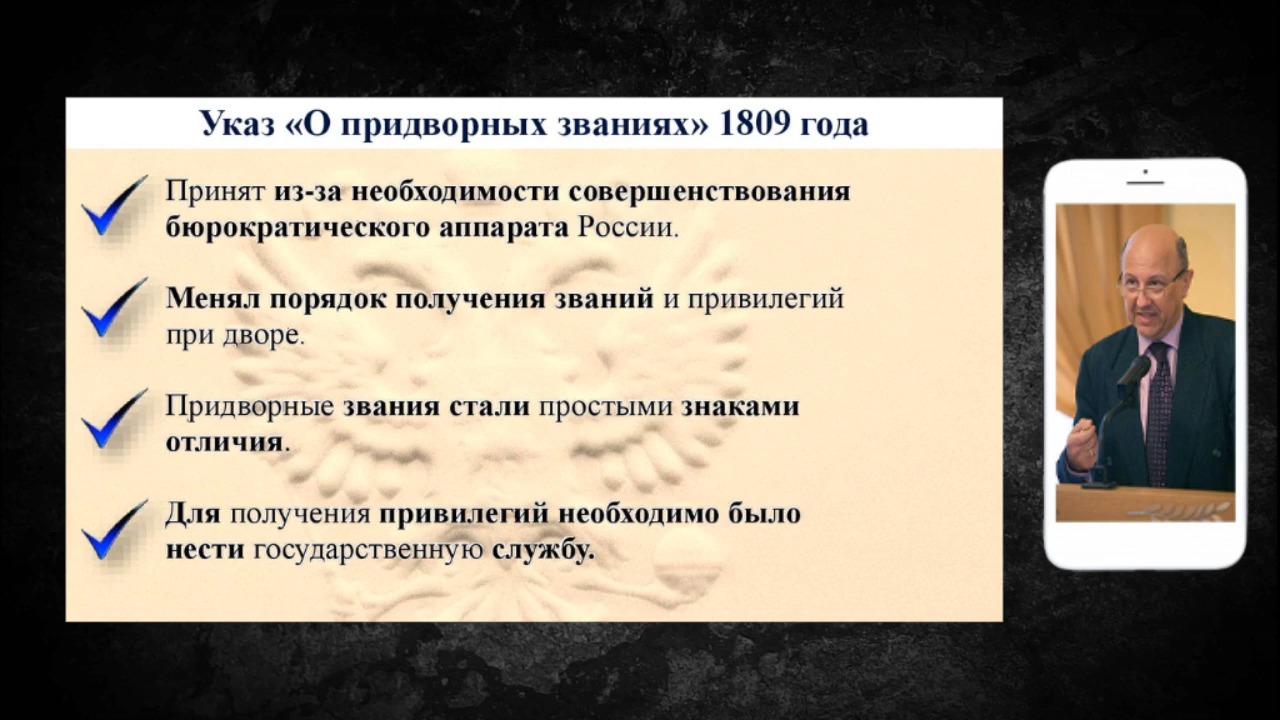 Указ «О придворных званиях» 1809 года
Принят из-за необходимости совершенствования
бюрократического аппарата России.
Менял порядок получения званий и привилегий
при дворе.
Придворные звания стали простыми знаками
отличия.
Для получения привилегий необходимо было
нести государственную службу.